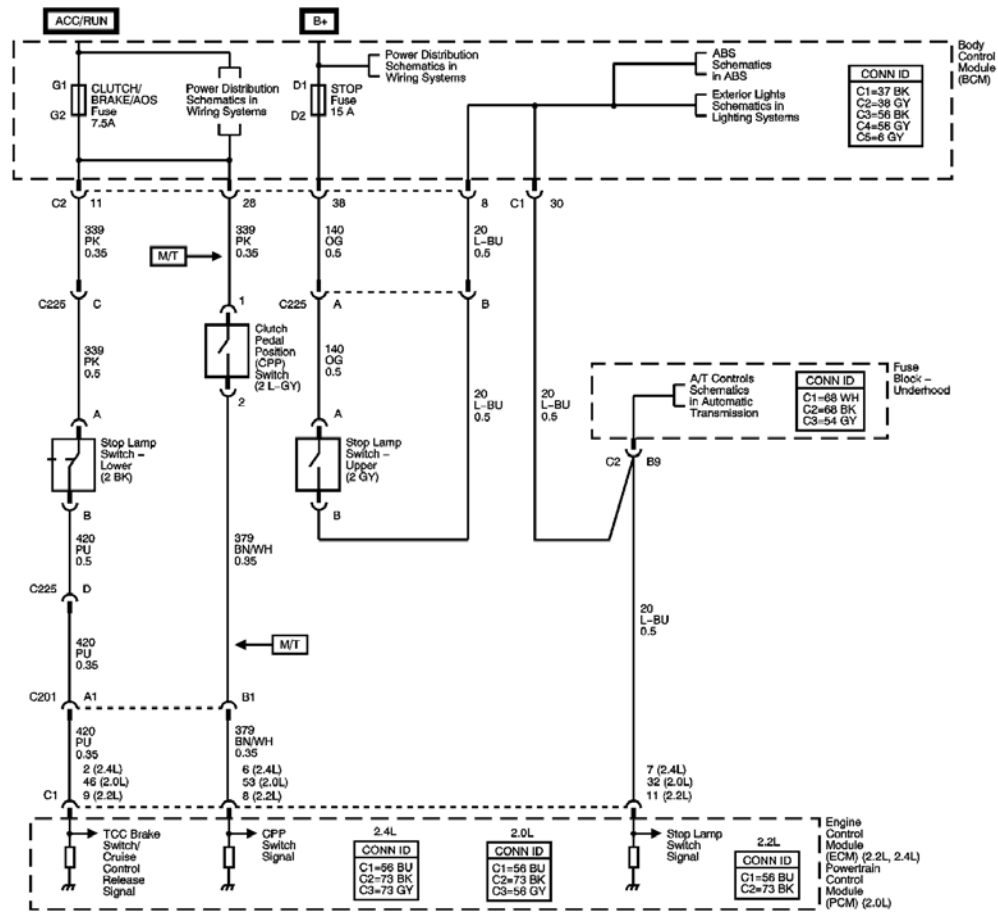 ACC/RUN
B+
Body
Control
Module
(BCM)
G1
G2
CLUTCH/
BRAKE/AOS
Fuse
7.5A
Power Distribution
Schematics in
Wiring Systems
D1
D2
STOP
Fuse
15 A
Power Distribution
Schematics in
Wiring Systems
ABS
Schematics
in ABS
Exterior Lights
Schematics in
Lighting Systems
CONN ID
C1=37 BK
C2=38 GY
C3=56 BK
C4=56 GY
C5=6 GY
C2
11
28
38
8
C1
30
339
PK
0.35
M/T
339
PK
0.35
140
OG
0.5
20
L-BU
0.5
C225
C
1
C225
A
B
339
PK
0.5
Clutch
Pedal
Position
(CPP)
Switch
(2 L-GY)
2
140
OG
0.5
20
L-BU
0.5
20
L-BU
0.5
A/T Controls
Schematics
in Automatic
Transmission
CONN ID
C1=68 WH
C2=68 BK
C3=54 GY
Fuse
Block –
Underhood
A
Stop Lamp
Switch –
Lower
(2 BK)
B
A
Stop Lamp
Switch –
Upper
(2 GY)
B
C2
B9
420
PU
0.5
379
BN/WH
0.35
C225
D
420
PU
0.35
M/T
20
L-BU
0.5
C201
A1
B1
420
PU
0.35
379
BN/WH
0.35
2 (2.4L)
46 (2.0L)
9 (2.2L)
6 (2.4L)
53 (2.0L)
8 (2.2L)
7 (2.4L)
32 (2.0L)
11 (2.2L)
C1
TCC Brake
Switch/
Cruise
Control
Release
Signal
CPP
Switch
Signal
2.4L
CONN ID
C1=56 BU
C2=73 BK
C3=73 GY
2.0L
CONN ID
C1=56 BU
C2=73 BK
C3=56 GY
Stop Lamp
Switch
Signal
2.2L
CONN ID
C1=56 BU
C2=73 BK
Engine
Control
Module
(ECM) (2.2L, 2.4L)
Powertrain
Control
Module
(PCM) (2.0L)